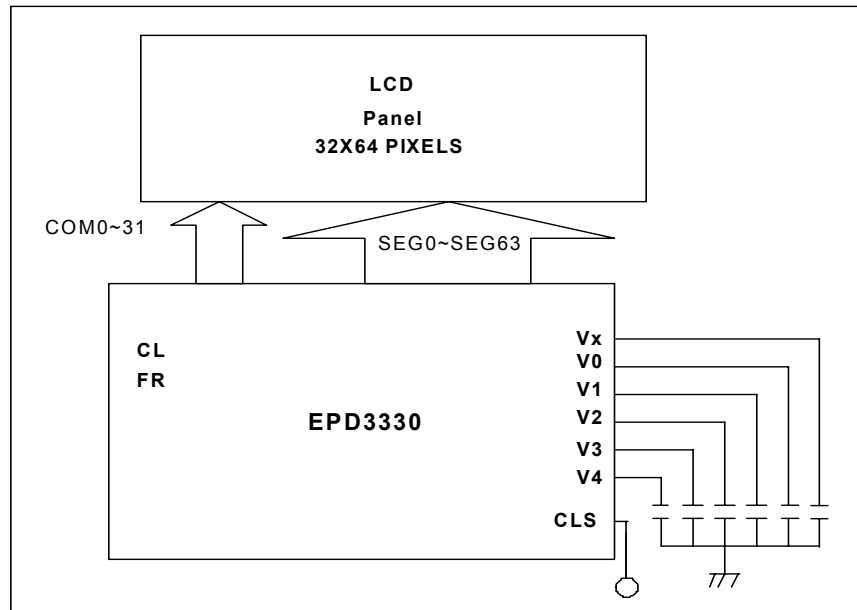 LCD
Panel
32X64 PIXELS
COM0~31
SEG0~SEG63
CL
FR
EPD3330
Vx
V0
V1
V2
V3
V4
CLS